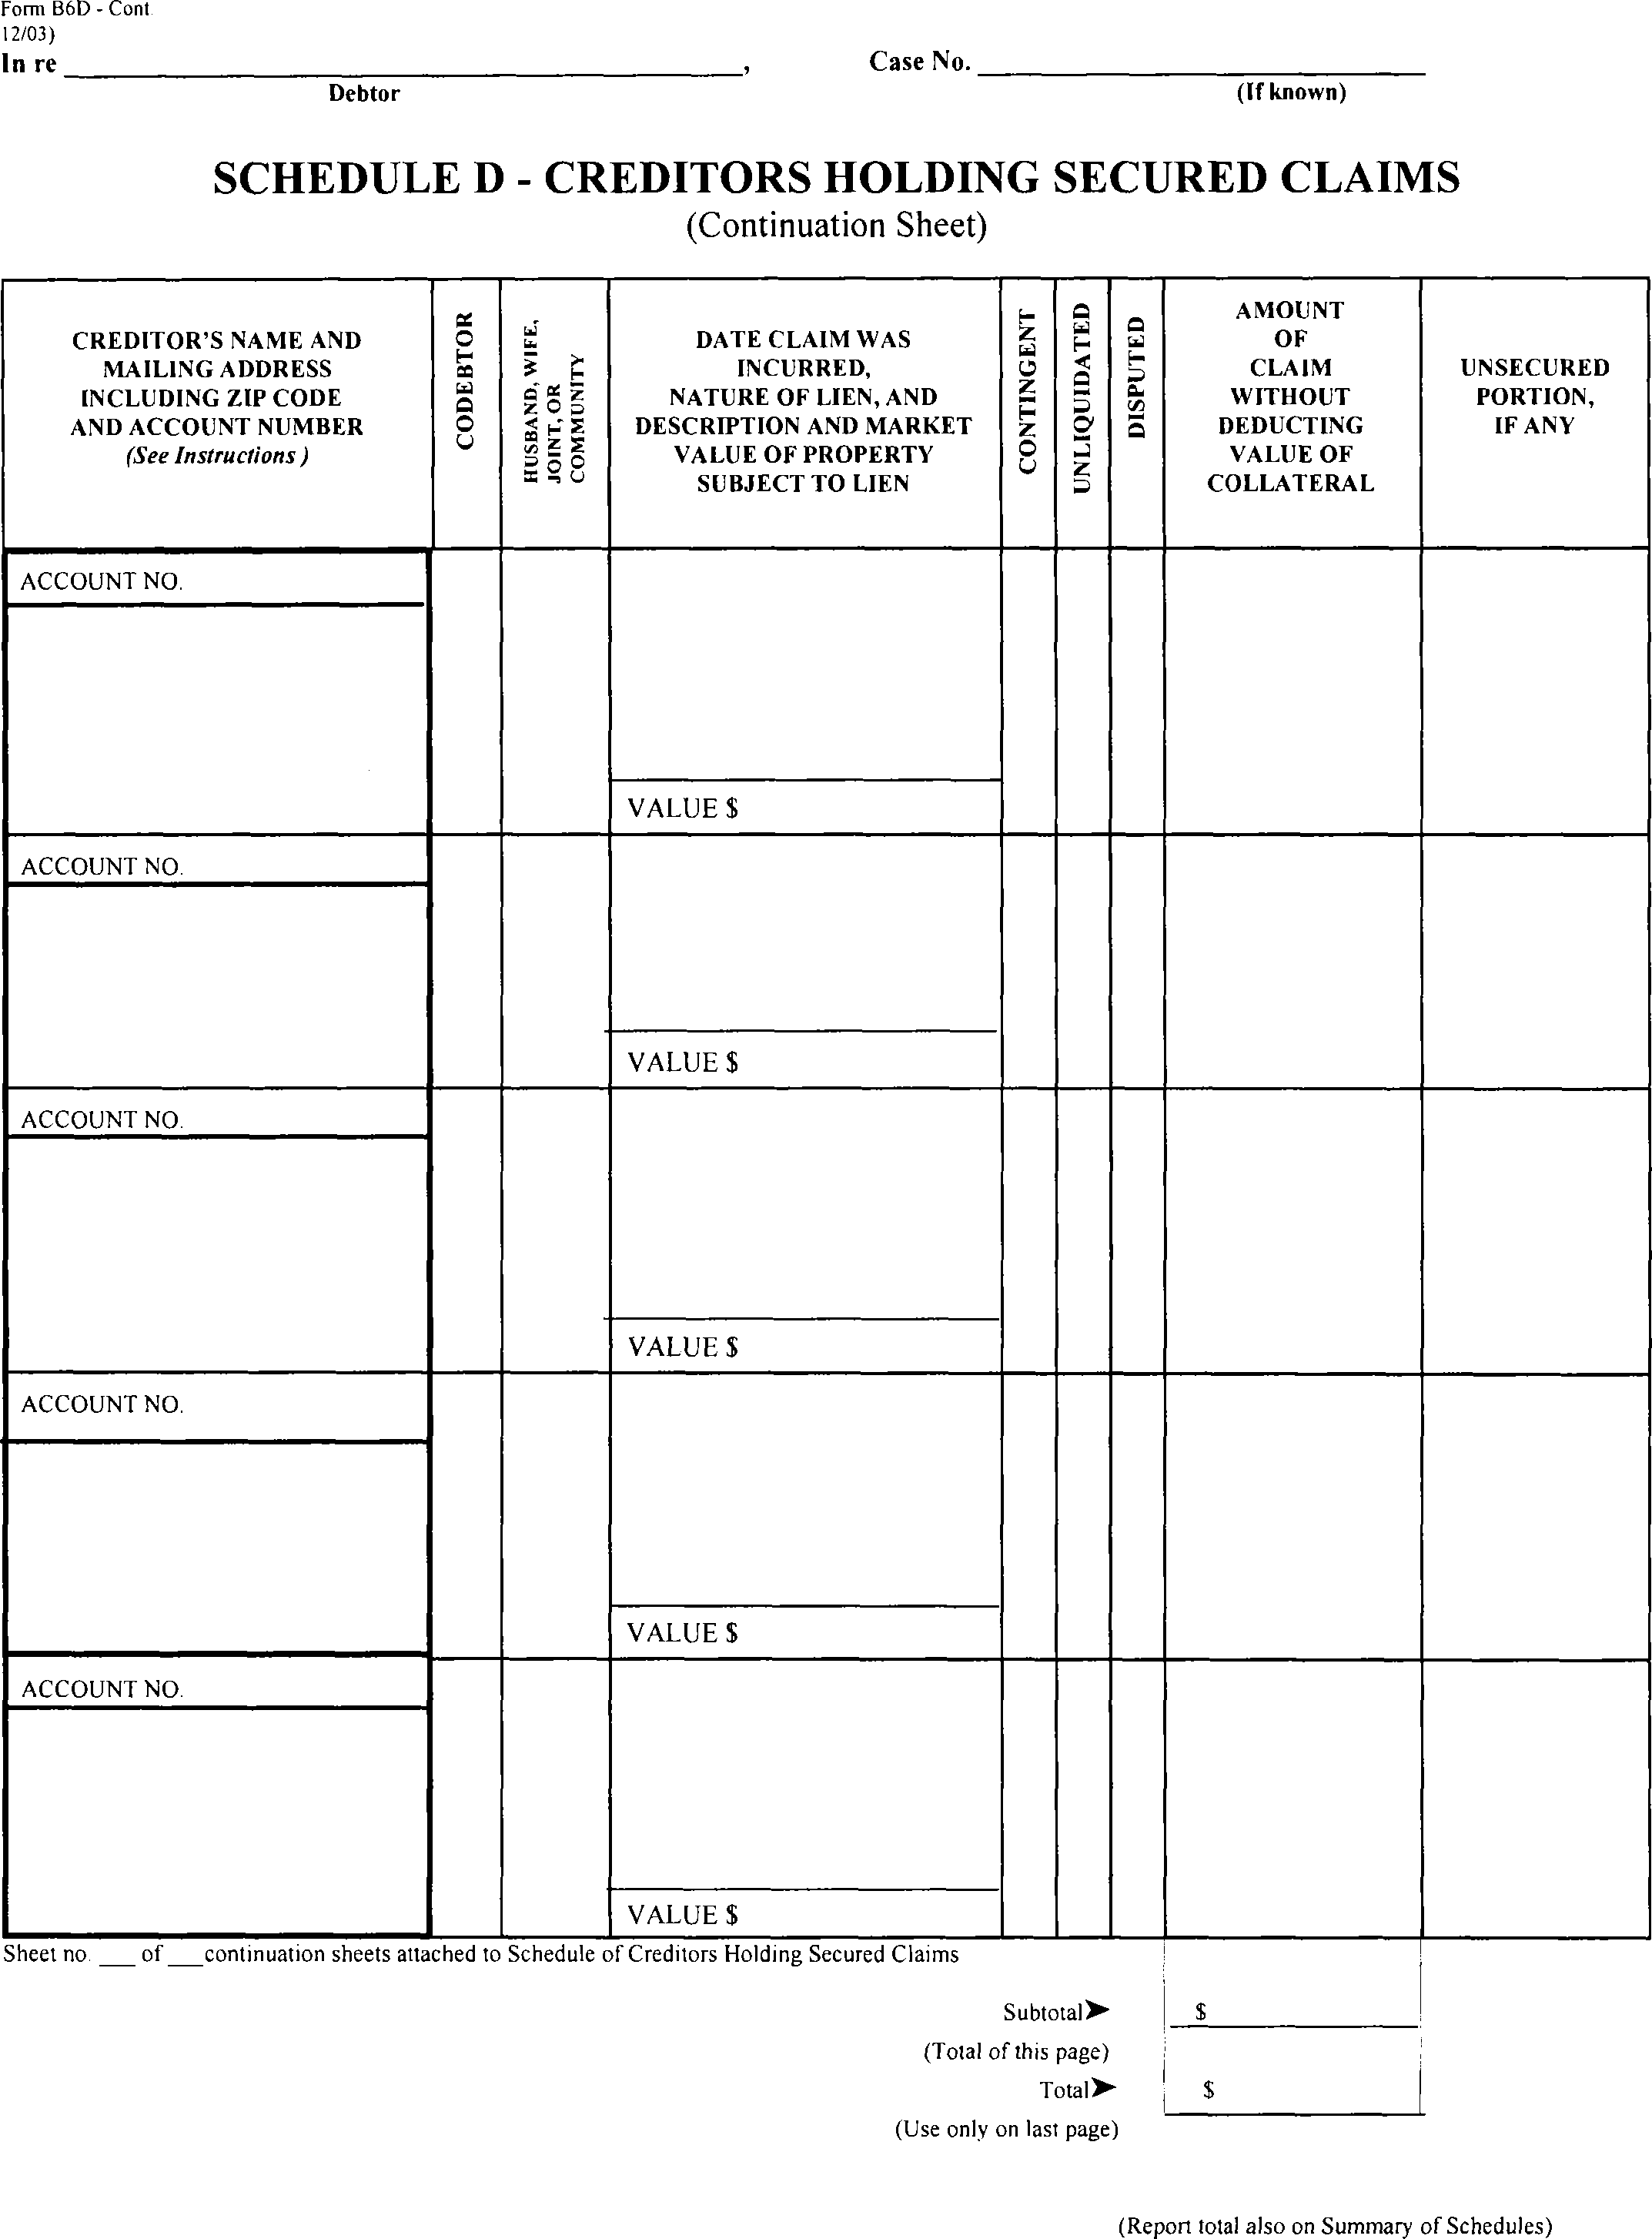 Form B6D - Cont
12/03)
In re ____________________, Case No. ____________________
Debtor (If known)
SCHEDULE D - CREDITORS HOLDING SECURED CLAIMS
(Continuation Sheet)
CREDITOR'S NAME AND
MAILING ADDRESS
INCLUDING ZIP CODE
AND ACCOUNT NUMBER
(See Instructions )
CODEBTOR
HUSBAND, WIFE,
JOINT, OR
COMMUNITY
DATE CLAIM WAS
INCURRED,
NATURE OF LIEN, AND
DESCRIPTION AND MARKET
VALUE OF PROPERTY
SUBJECT TO LIEN
CONTINGENT
UNLIQUIDATED
DISPUTED
AMOUNT
OF
CLAIM
WITHOUT
DEDUCTING
VALUE OF
COLLATERAL
UNSECURED
PORTION,
IF ANY
ACCOUNT NO.
VALUE $
ACCOUNT NO.
VALUE $
ACCOUNT NO.
VALUE $
ACCOUNT NO.
VALUE $
ACCOUNT NO.
VALUE $
Sheet no. ___ of ___continuation sheets attached to Schedule of Creditors Holding Secured Claims
Subtotal➤ $
(Total of this page)
Total➤ $
(Use only on last page)
(Report total also on Summary of Schedules)